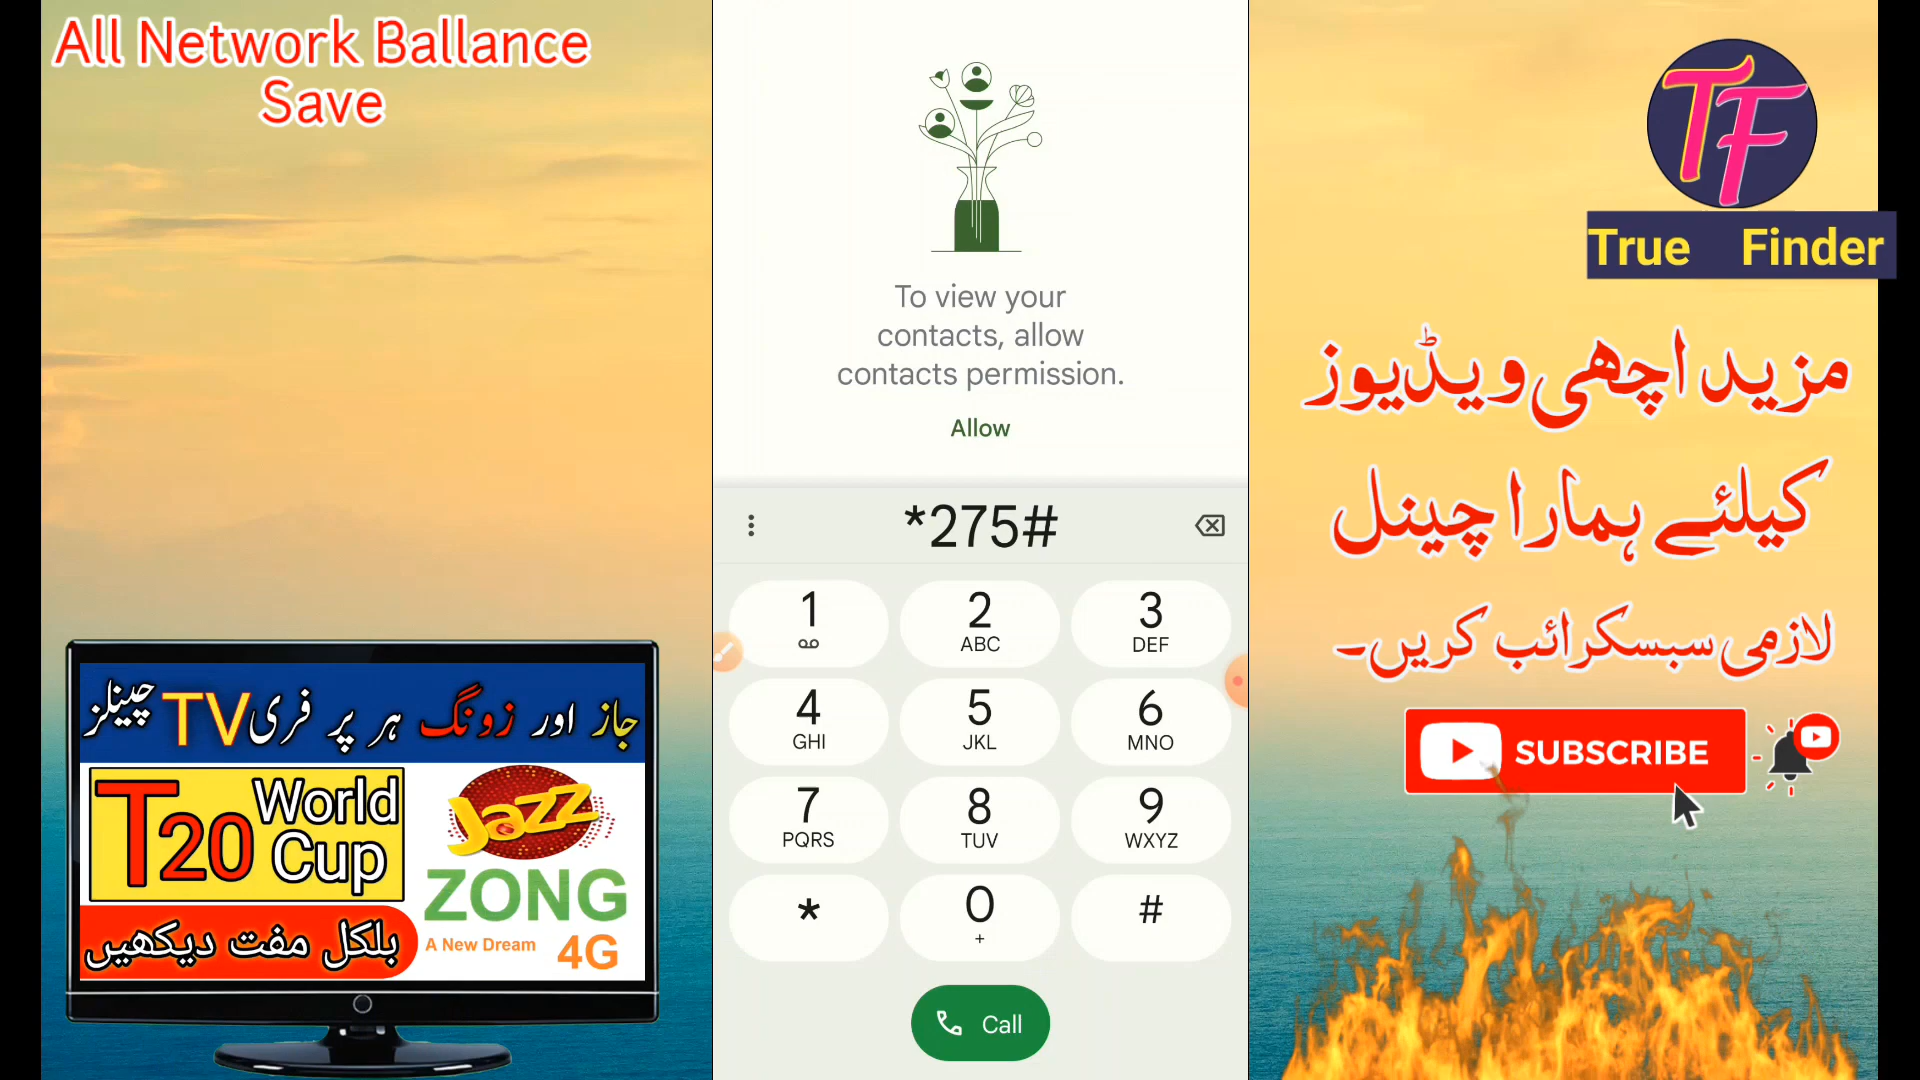 All Network Ballance
Save
جاز اور زونگ ہر پر فری TV چینلز
T20 World
Cup
Jazz
ZONG
A New Dream 4G
بلکل مفت دیکھیں
To view your
contacts, allow
contacts permission.
Allow
*275#
1
2
ABC
3
DEF
4
GHI
5
JKL
6
MNO
7
PQRS
8
TUV
9
WXYZ
*
0
+
#
Call
TF
True Finder
مزید اچھی ویڈیوز
کیلئے ہمارا چینل
لازمی سبسکرائب کریں۔
SUBSCRIBE